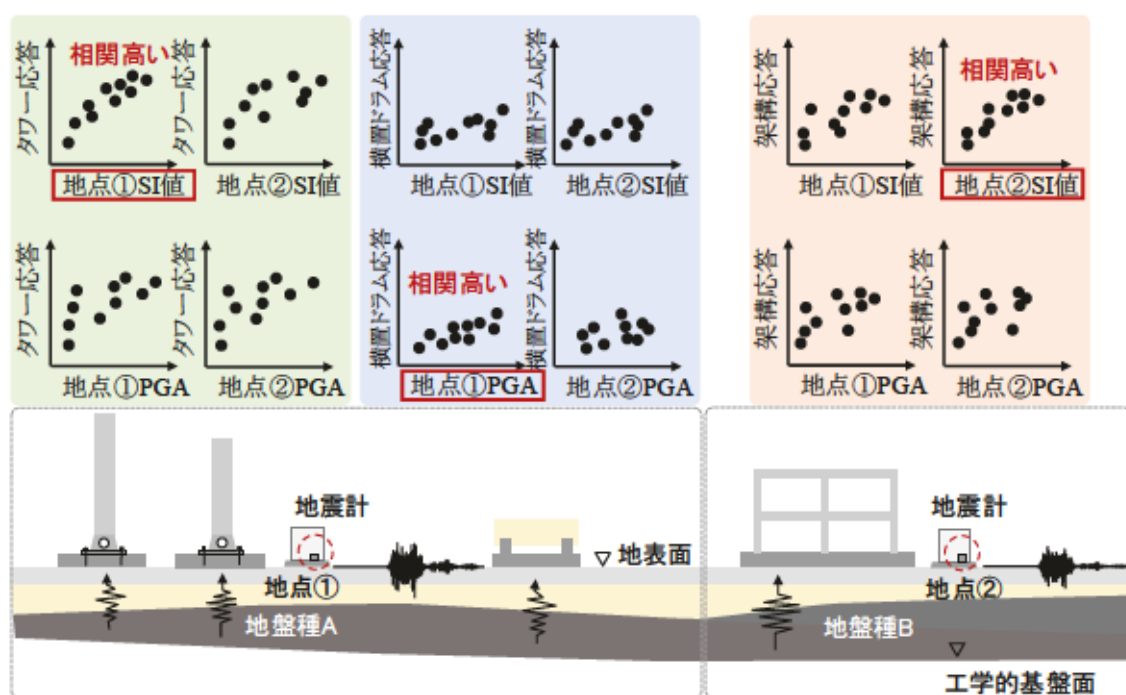 タワー応答
相関高い
地点①SI値
タワー応答
地点②SI値
横置ドラム応答
地点①SI値
横置ドラム応答
地点②SI値
架構応答
地点①SI値
架構応答
相関高い
地点②SI値
タワー応答
地点①PGA
タワー応答
地点②PGA
横置ドラム応答
相関高い
地点①PGA
横置ドラム応答
地点②PGA
架構応答
地点①PGA
架構応答
地点②PGA
地震計
地点①
地表面
地盤種A
地震計
地点②
地盤種B
工学的基盤面